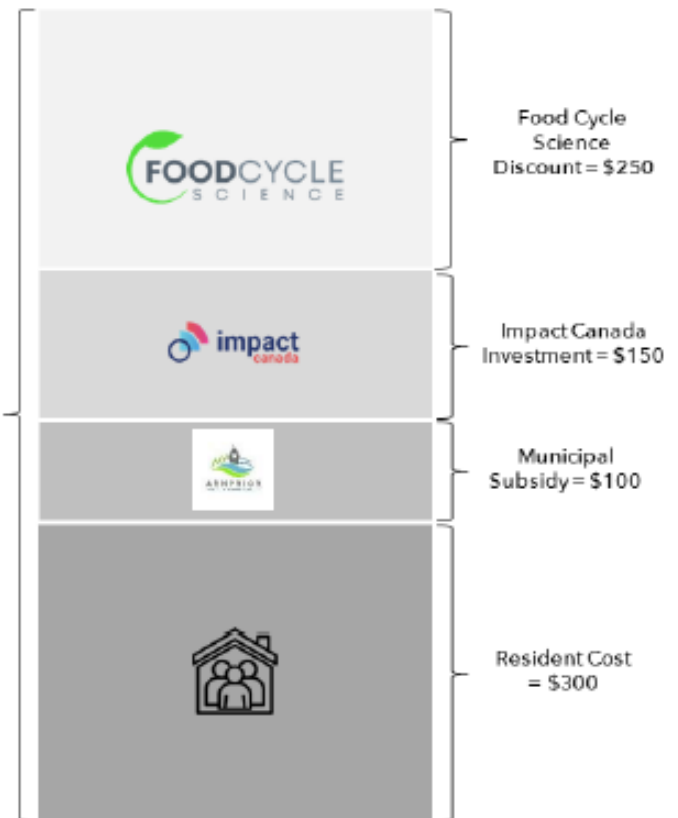 Food Cycle
Science
Discount = $250
FOODCYCLE
SCIENCE
Impact Canada
Investment = $150
impact
canada
Municipal
Subsidy = $100
ARNPRIOR
Resident Cost
= $300